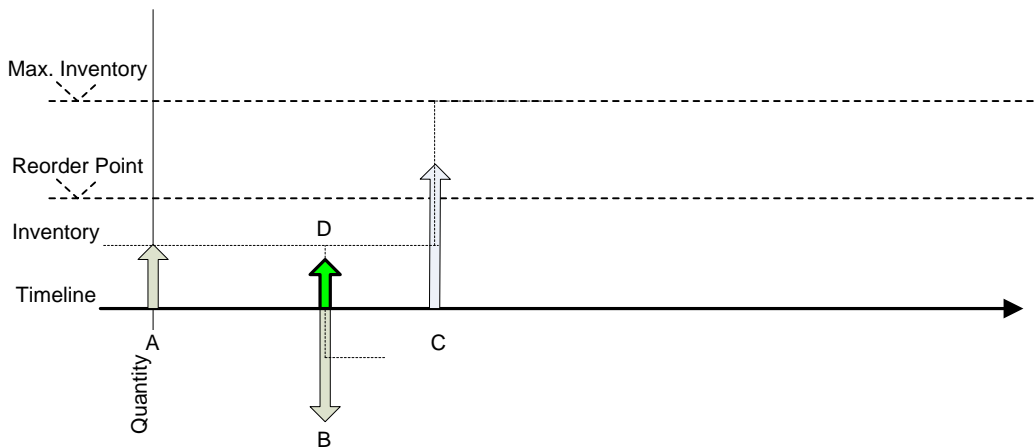 Max. Inventory
Reorder Point
Inventory
D
Timeline
A
C
Quantity
B